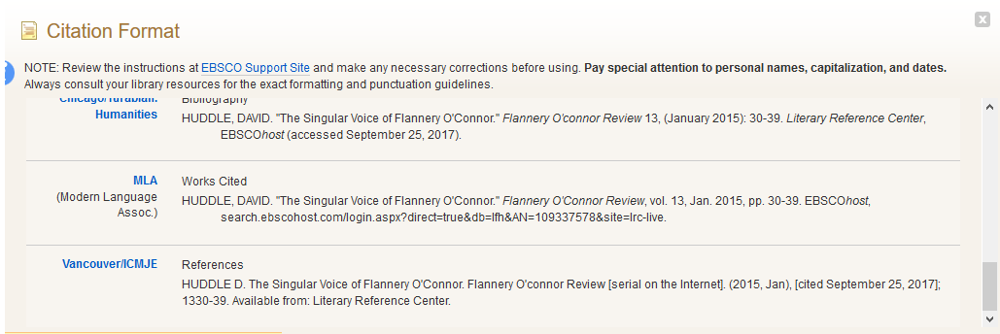 Citation Format
NOTE: Review the instructions at EBSCO Support Site and make any necessary corrections before using. Pay special attention to personal names, capitalization, and dates.
Always consult your library resources for the exact formatting and punctuation guidelines.
Chicago/Turabian: Bibliography
Humanities
HUDDLE, DAVID. "The Singular Voice of Flannery O'Connor." Flannery O'connor Review 13, (January 2015): 30-39. Literary Reference Center,
EBSCOhost (accessed September 25, 2017).
MLA
(Modern Language
Assoc.)
Works Cited
HUDDLE, DAVID. "The Singular Voice of Flannery O'Connor." Flannery O'Connor Review, vol. 13, Jan. 2015, pp. 30-39. EBSCOhost,
search.ebscohost.com/login.aspx?direct=true&db=lfh&AN=109337578&site=lrc-live.
Vancouver/ICMJE
References
HUDDLE D. The Singular Voice of Flannery O'Connor. Flannery O'connor Review [serial on the Internet]. (2015, Jan), [cited September 25, 2017];
1330-39. Available from: Literary Reference Center.